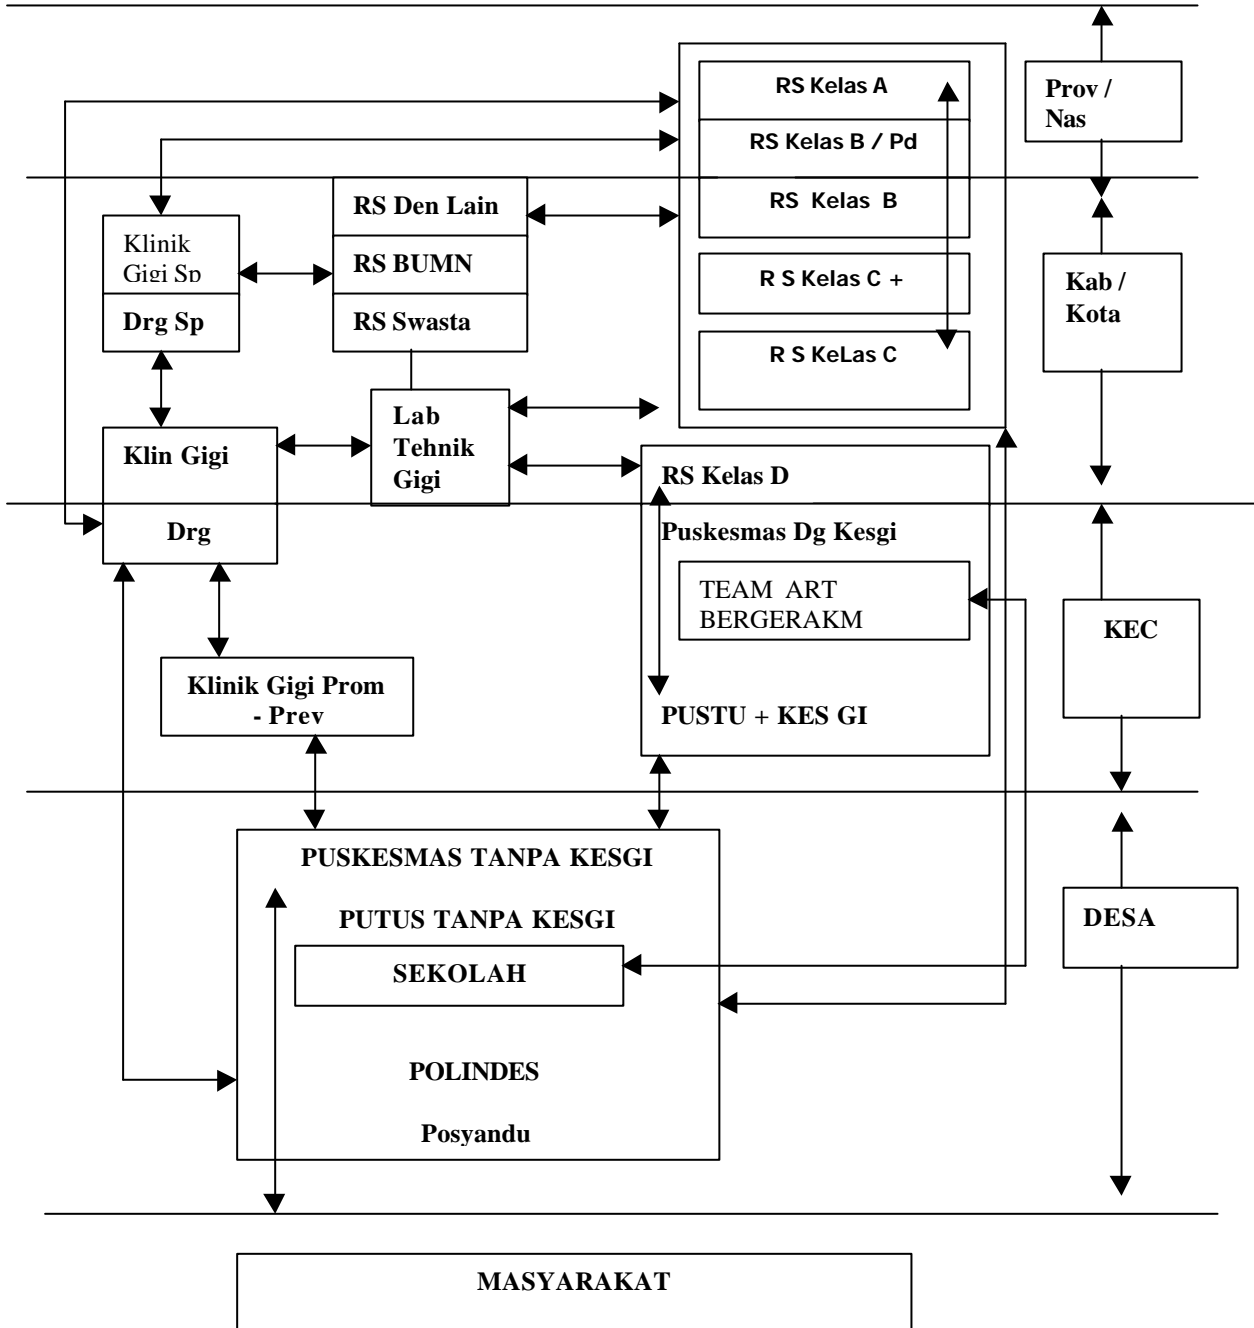 RS Kelas A
Prov /
Nas
RS Kelas B / Pd
RS Den Lain
RS Kelas B
Klinik
Gigi Sp
RS BUMN
R S Kelas C +
Kab /
Kota
Drg Sp
RS Swasta
R S KeLas C
Lab
Tehnik
Gigi
Klin Gigi
RS Kelas D
Drg
Puskesmas Dg Kesgi
TEAM ART
BERGERAKM
KEC
Klinik Gigi Prom
- Prev
PUSTU + KES GI
PUSKESMAS TANPA KESGI
PUTUS TANPA KESGI
DESA
SEKOLAH
POLINDES
Posyandu
MASYARAKAT